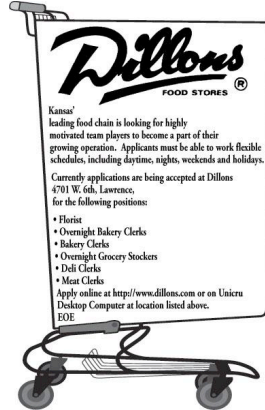 Dillons
FOOD STORES ®
Kansas'
leading food chain is looking for highly
motivated team players to become a part of their
growing operation. Applicants must be able to work flexible
schedules, including daytime, nights, weekends and holidays.
Currently applications are being accepted at Dillons
4701 W. 6th, Lawrence,
for the following positions:
• Florist
• Overnight Bakery Clerks
• Bakery Clerks
• Overnight Grocery Stockers
• Deli Clerks
• Meat Clerks
Apply online at http://www.dillons.com or on Unicru
Desktop Computer at location listed above.
EOE